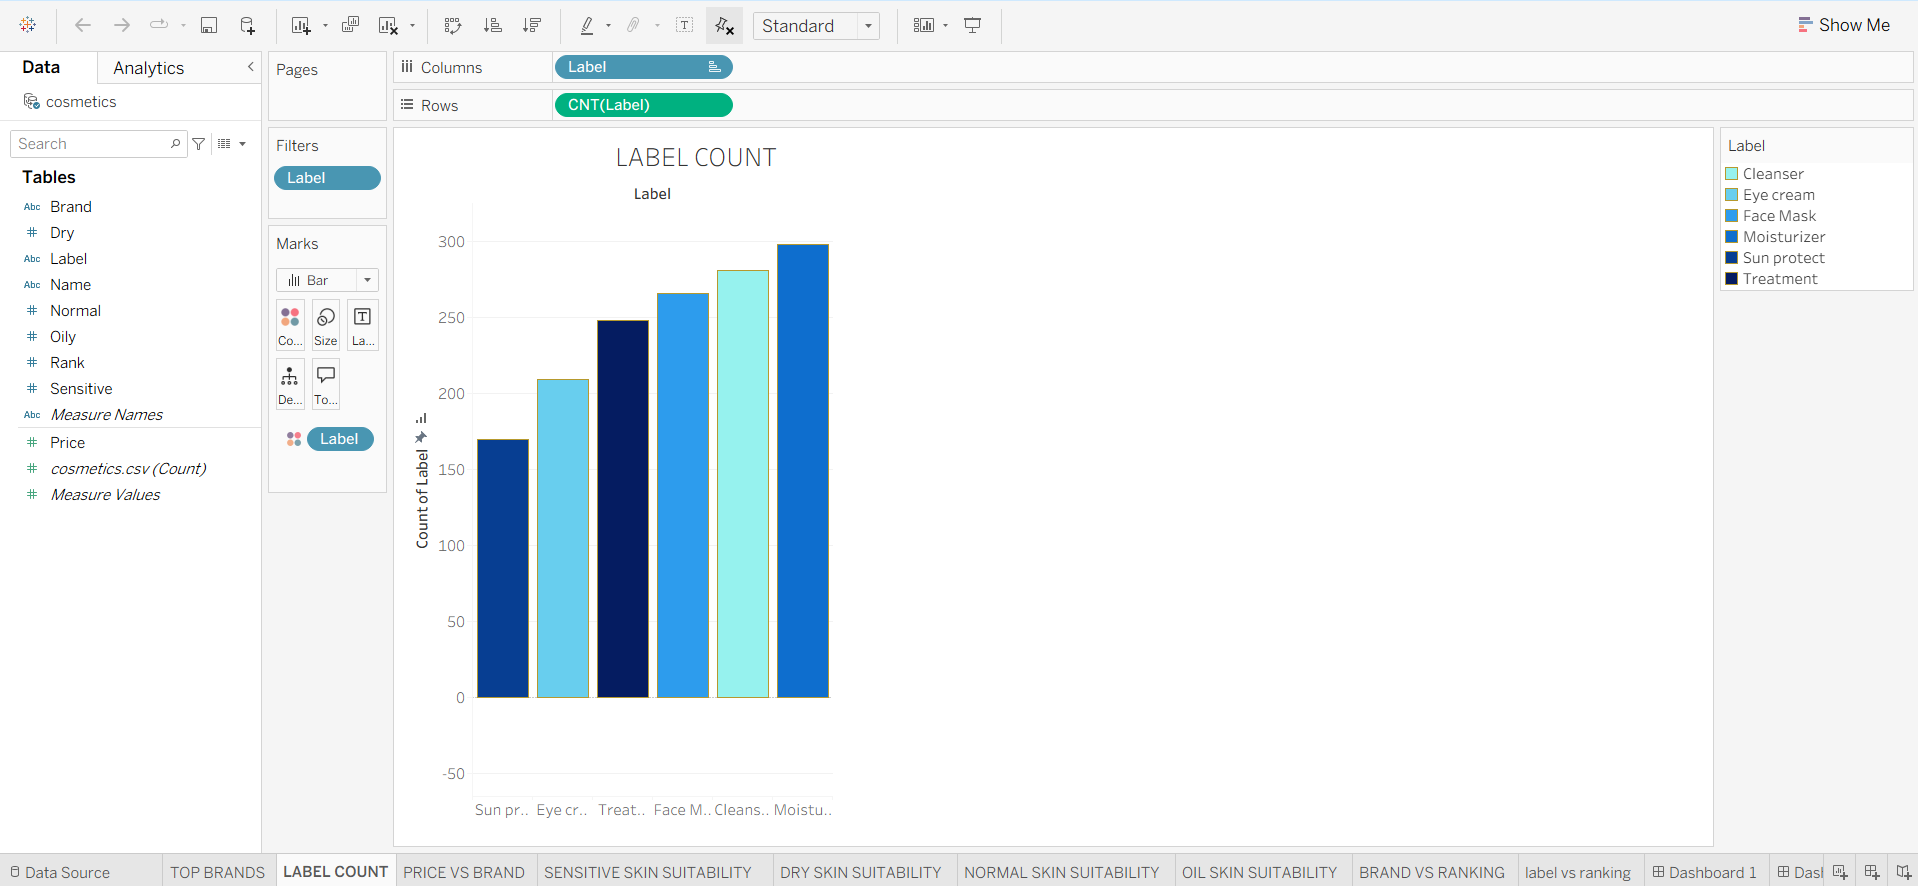 Standard
Show Me
Data
Analytics
cosmetics
Search
Tables
Abc Brand
# Dry
Abc Label
Abc Name
# Normal
# Oily
# Rank
# Sensitive
Abc Measure Names
# Price
# cosmetics.csv (Count)
# Measure Values
Pages
Filters
Label
Marks
Bar
Co...
Size
La...
De...
To...
Label
Columns
Label
Rows
CNT(Label)
LABEL COUNT
Label
Count of Label
300
250
200
150
100
50
0
-50
Sun pr.. Eye cr.. Treat.. Face M.. Cleans.. Moistu..
Label
Cleanser
Eye cream
Face Mask
Moisturizer
Sun protect
Treatment
Data Source
TOP BRANDS
LABEL COUNT
PRICE VS BRAND
SENSITIVE SKIN SUITABILITY
DRY SKIN SUITABILITY
NORMAL SKIN SUITABILITY
OIL SKIN SUITABILITY
BRAND VS RANKING
label vs ranking
Dashboard 1
Dasl